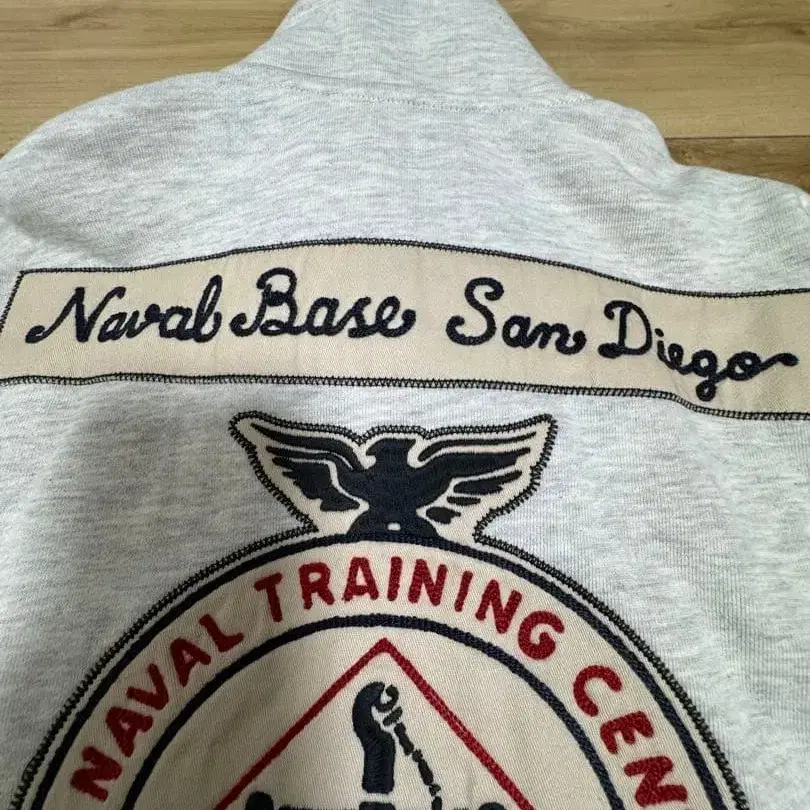 Naval Base San Diego
NAVAL TRAINING CEN